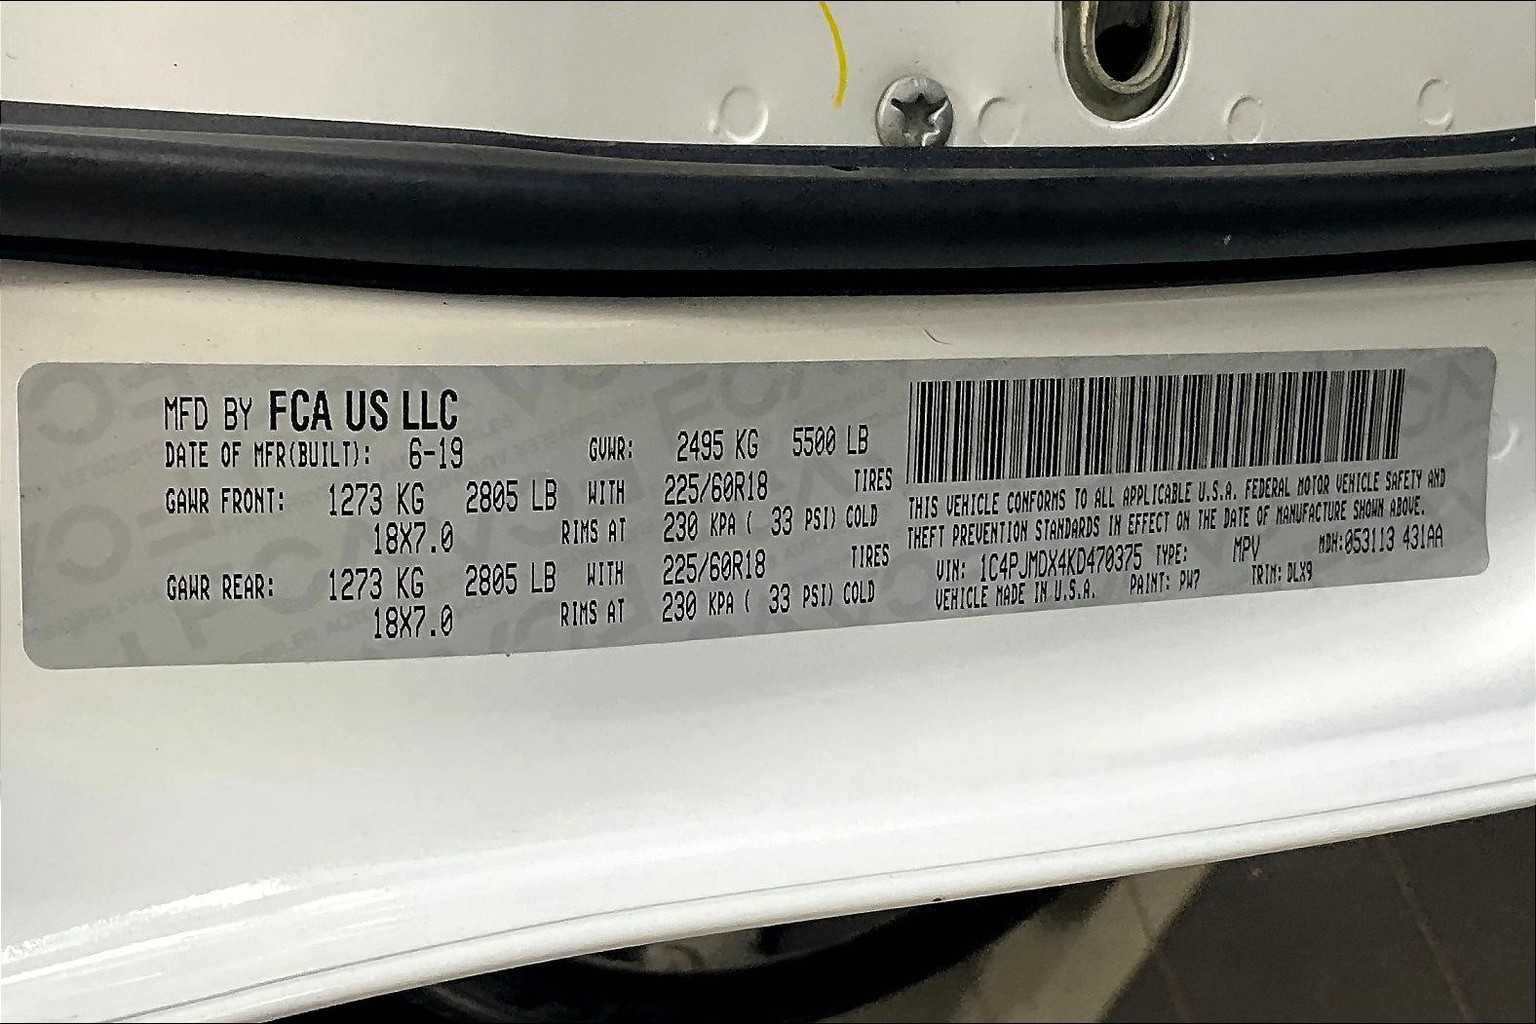 MFD BY FCA US LLC
DATE OF MFR(BUILT): 6-19 GVWR: 2495 KG 5500 LB
GAWR FRONT: 1273 KG 2805 LB WITH 225/60R18 TIRES
18X7.0 RIMS AT 230 KPA ( 33 PSI) COLD
GAWR REAR: 1273 KG 2805 LB WITH 225/60R18 TIRES
18X7.0 RIMS AT 230 KPA ( 33 PSI) COLD
THIS VEHICLE CONFORMS TO ALL APPLICABLE U.S.A. FEDERAL MOTOR VEHICLE SAFETY AND
THEFT PREVENTION STANDARDS IN EFFECT ON THE DATE OF MANUFACTURE SHOWN ABOVE.
VIN: 1C4PJMDX4KD470375 TYPE: MPV MDH:053113 431AA
VEHICLE MADE IN U.S.A. PAINT: PW7 TRIM: DLX9